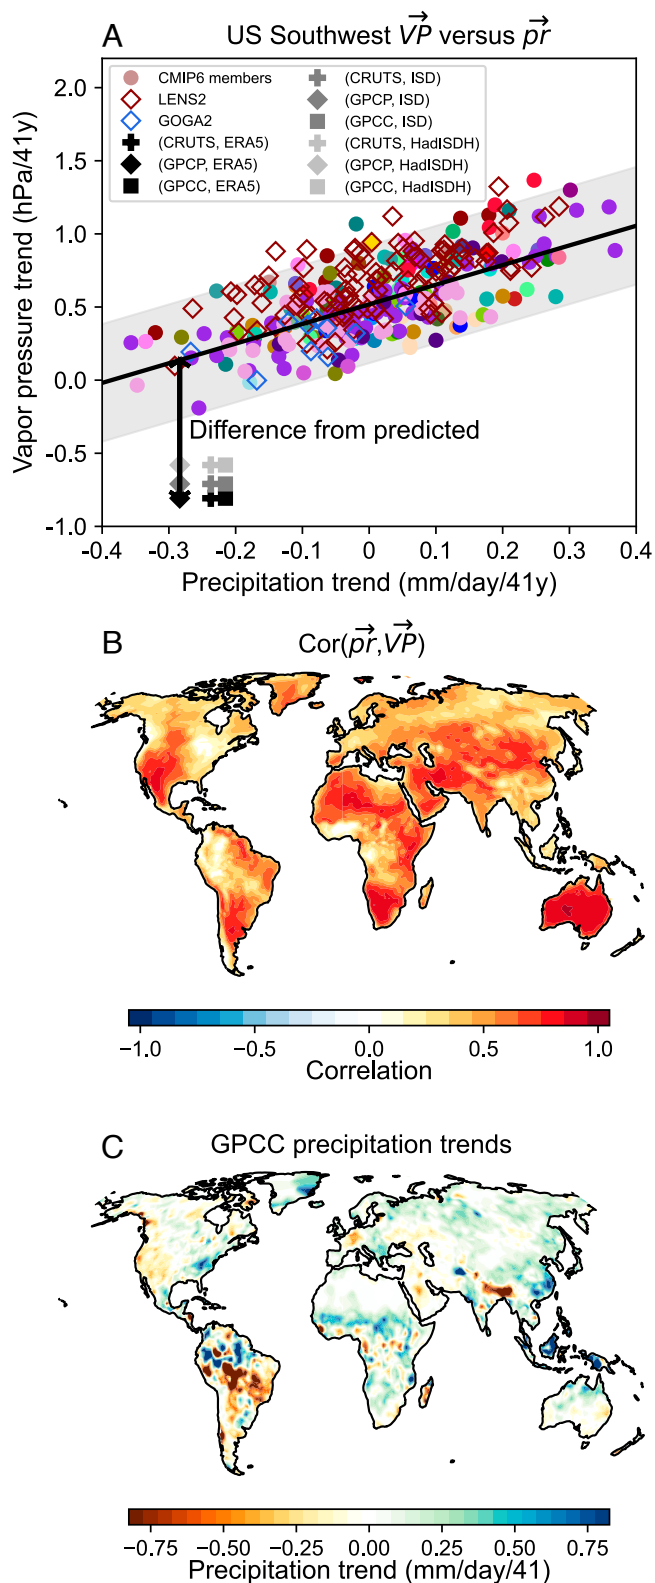 A
US Southwest VP versus pr
CMIP6 members
LENS2
GOGA2
(CRUTS, ERA5)
(GPCP, ERA5)
(GPCC, ERA5)
(CRUTS, ISD)
(GPCP, ISD)
(GPCC, ISD)
(CRUTS, HadISDH)
(GPCP, HadISDH)
(GPCC, HadISDH)
Vapor pressure trend (hPa/41y)
2.0
1.5
1.0
0.5
0.0
-0.5
-1.0
Difference from predicted
-0.4 -0.3 -0.2 -0.1 0 0.1 0.2 0.3 0.4
Precipitation trend (mm/day/41y)
B
Cor(pr,VP)
−1.0 −0.5 0.0 0.5 1.0
Correlation
C
GPCC precipitation trends
−0.75 −0.50 −0.25 0.00 0.25 0.50 0.75
Precipitation trend (mm/day/41)